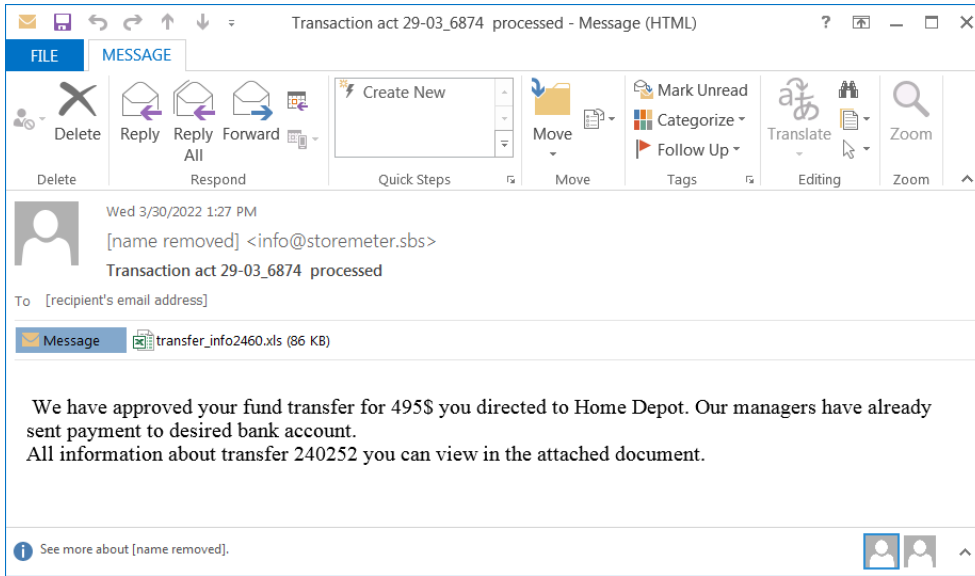 Transaction act 29-03_6874 processed - Message (HTML)
?
FILE
MESSAGE
Delete
Reply
Reply All
Forward
Create New
Move
Mark Unread
Categorize
Follow Up
Translate
Zoom
Delete
Respond
Quick Steps
Move
Tags
Editing
Zoom
Wed 3/30/2022 1:27 PM
[name removed] <info@storemeter.sbs>
Transaction act 29-03_6874 processed
To [recipient's email address]
Message
transfer_info2460.xls (86 KB)
We have approved your fund transfer for 495$ you directed to Home Depot. Our managers have already
sent payment to desired bank account.
All information about transfer 240252 you can view in the attached document.
See more about [name removed].